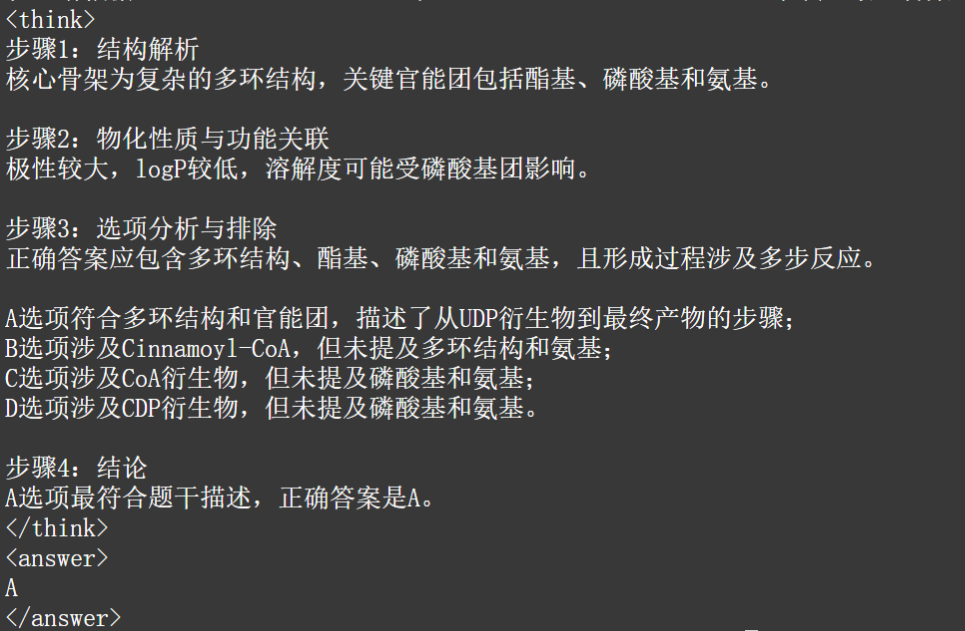 <think>
步骤1：结构解析
核心骨架为复杂的多环结构，关键官能团包括酯基、磷酸基和氨基。
步骤2：物化性质与功能关联
极性较大，logP较低，溶解度可能受磷酸基团影响。
步骤3：选项分析与排除
正确答案应包含多环结构、酯基、磷酸基和氨基，且形成过程涉及多步反应。
A选项符合多环结构和官能团，描述了从UDP衍生物到最终产物的步骤；
B选项涉及Cinnamoyl-CoA，但未提及多环结构和氨基；
C选项涉及CoA衍生物，但未提及磷酸基和氨基；
D选项涉及CDP衍生物，但未提及磷酸基和氨基。
步骤4：结论
A选项最符合题干描述，正确答案是A。
</think>
<answer>
A
</answer>